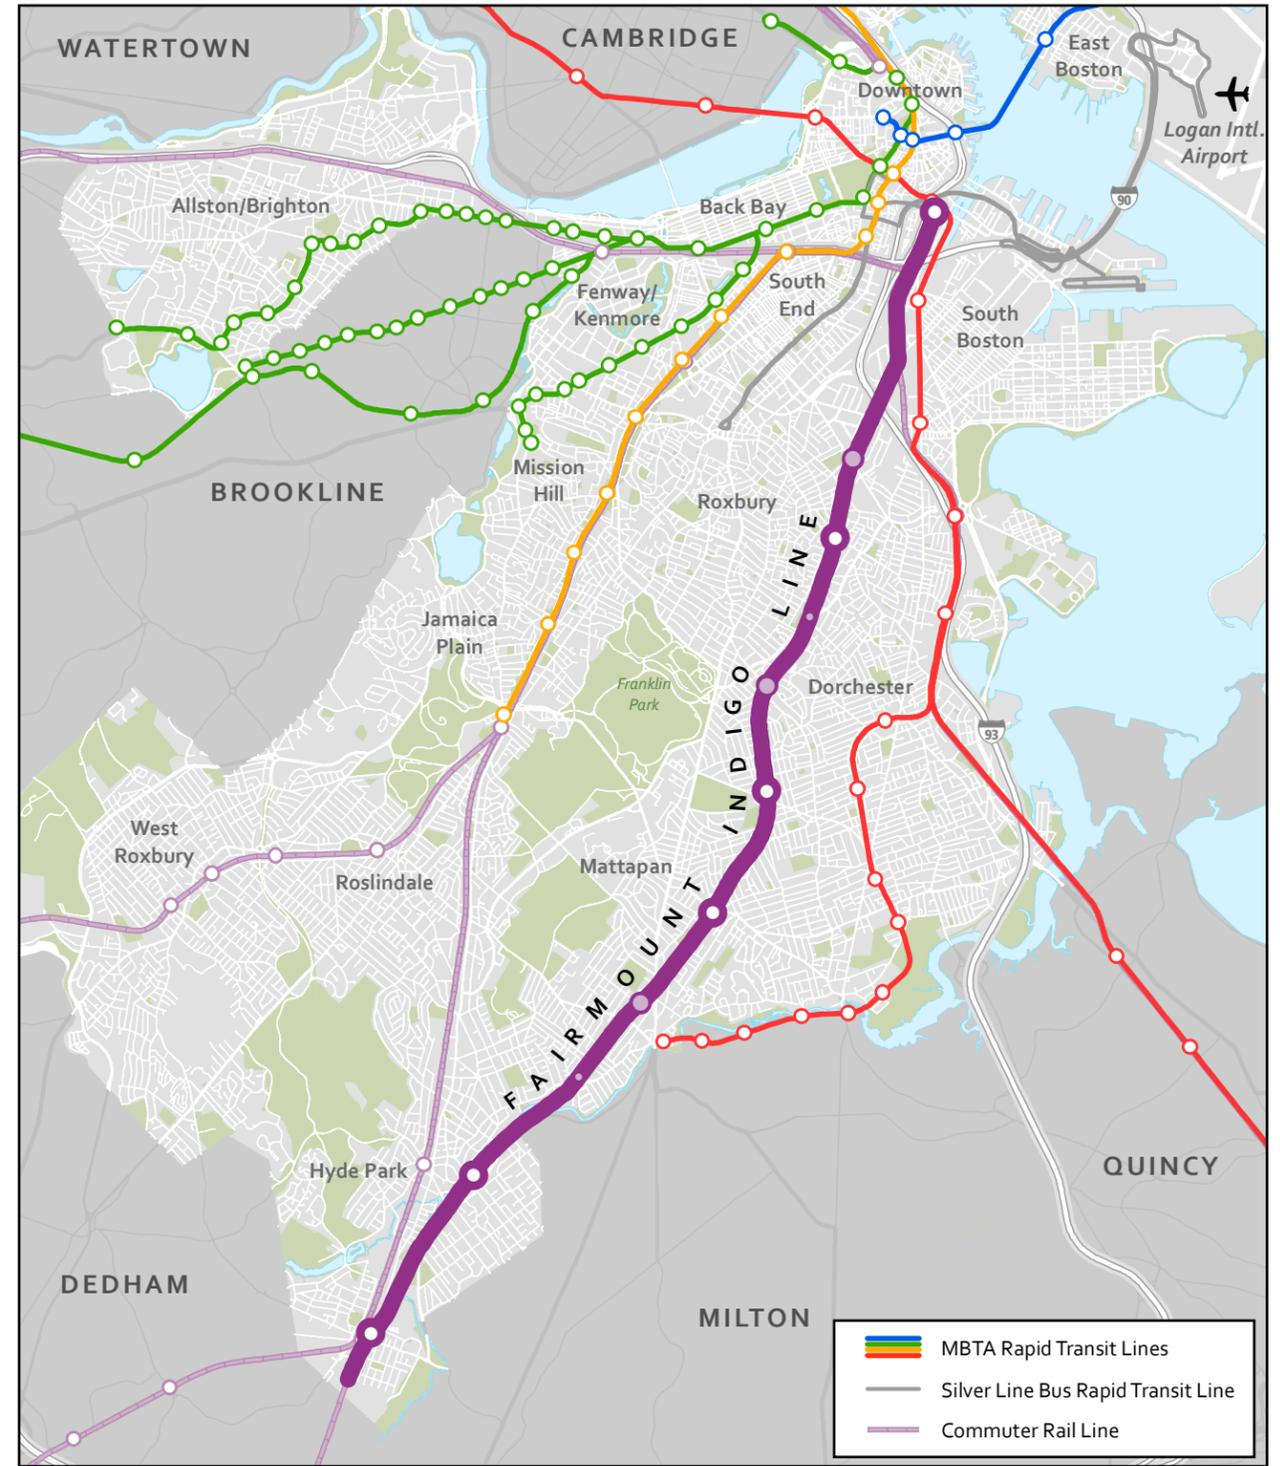 WATERTOWN
CAMBRIDGE
East
Boston
Downtown
Logan Intl.
Airport
90
Allston/Brighton
Back Bay
South
End
Fenway/
Kenmore
South
Boston
Mission
Hill
BROOKLINE
Roxbury
Jamaica
Plain
Franklin
Park
Dorchester
93
West
Roxbury
Roslindale
Mattapan
FAIRMOUNT INDIGO LINE
Hyde Park
QUINCY
DEDHAM
MILTON
MBTA Rapid Transit Lines
Silver Line Bus Rapid Transit Line
Commuter Rail Line